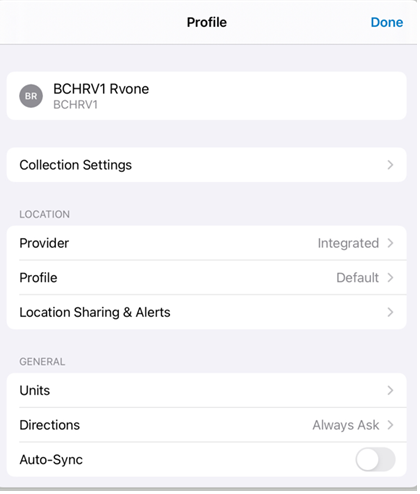 Profile
Done
BR
BCHRV1 Rvone
BCHRV1
Collection Settings
LOCATION
Provider Integrated
Profile Default
Location Sharing & Alerts
GENERAL
Units
Directions Always Ask
Auto-Sync